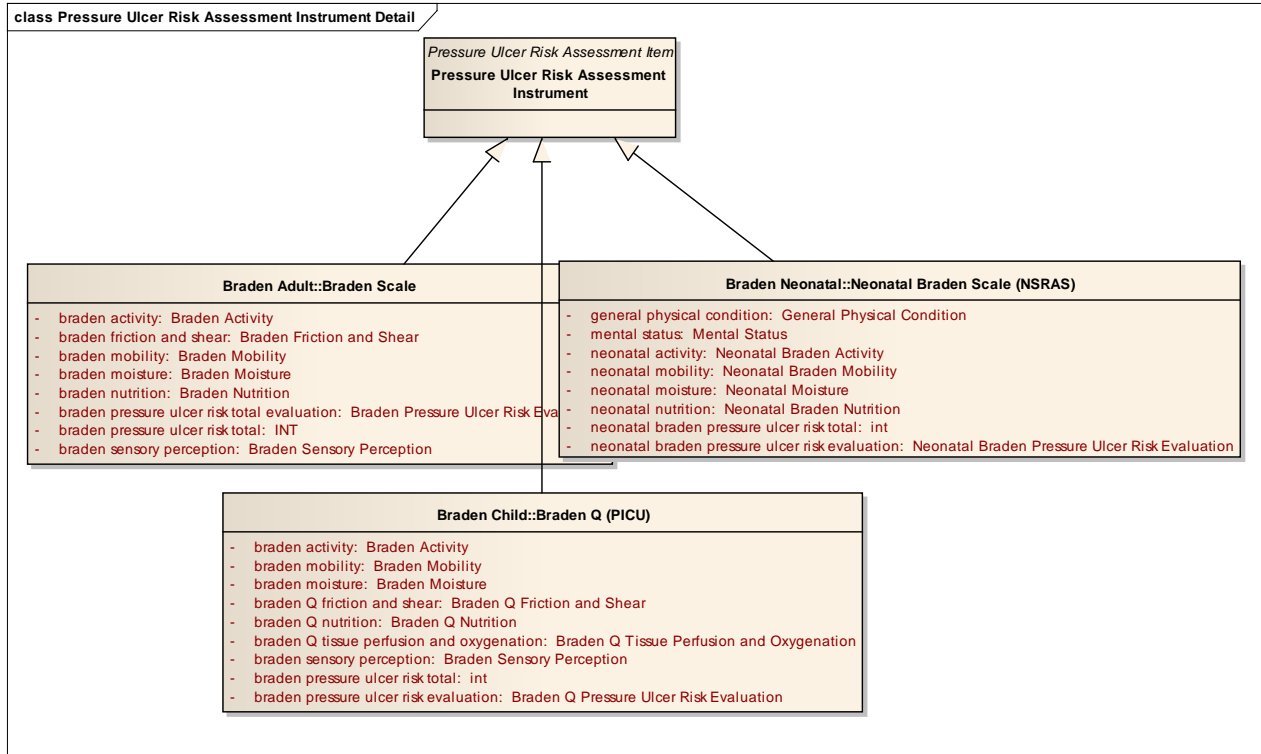 class Pressure Ulcer Risk Assessment Instrument Detail
Pressure Ulcer Risk Assessment Item
Pressure Ulcer Risk Assessment
Instrument
Braden Adult::Braden Scale
- braden activity: Braden Activity
- braden friction and shear: Braden Friction and Shear
- braden mobility: Braden Mobility
- braden moisture: Braden Moisture
- braden nutrition: Braden Nutrition
- braden pressure ulcer risk total evaluation: Braden Pressure Ulcer Risk Eva
- braden pressure ulcer risk total: INT
- braden sensory perception: Braden Sensory Perception
Braden Neonatal::Neonatal Braden Scale (NSRAS)
- general physical condition: General Physical Condition
- mental status: Mental Status
- neonatal activity: Neonatal Braden Activity
- neonatal mobility: Neonatal Braden Mobility
- neonatal moisture: Neonatal Moisture
- neonatal nutrition: Neonatal Braden Nutrition
- neonatal braden pressure ulcer risk total: int
- neonatal braden pressure ulcer risk evaluation: Neonatal Braden Pressure Ulcer Risk Evaluation
Braden Child::Braden Q (PICU)
- braden activity: Braden Activity
- braden mobility: Braden Mobility
- braden moisture: Braden Moisture
- braden Q friction and shear: Braden Q Friction and Shear
- braden Q nutrition: Braden Q Nutrition
- braden Q tissue perfusion and oxygenation: Braden Q Tissue Perfusion and Oxygenation
- braden sensory perception: Braden Sensory Perception
- braden pressure ulcer risk total: int
- braden pressure ulcer risk evaluation: Braden Q Pressure Ulcer Risk Evaluation